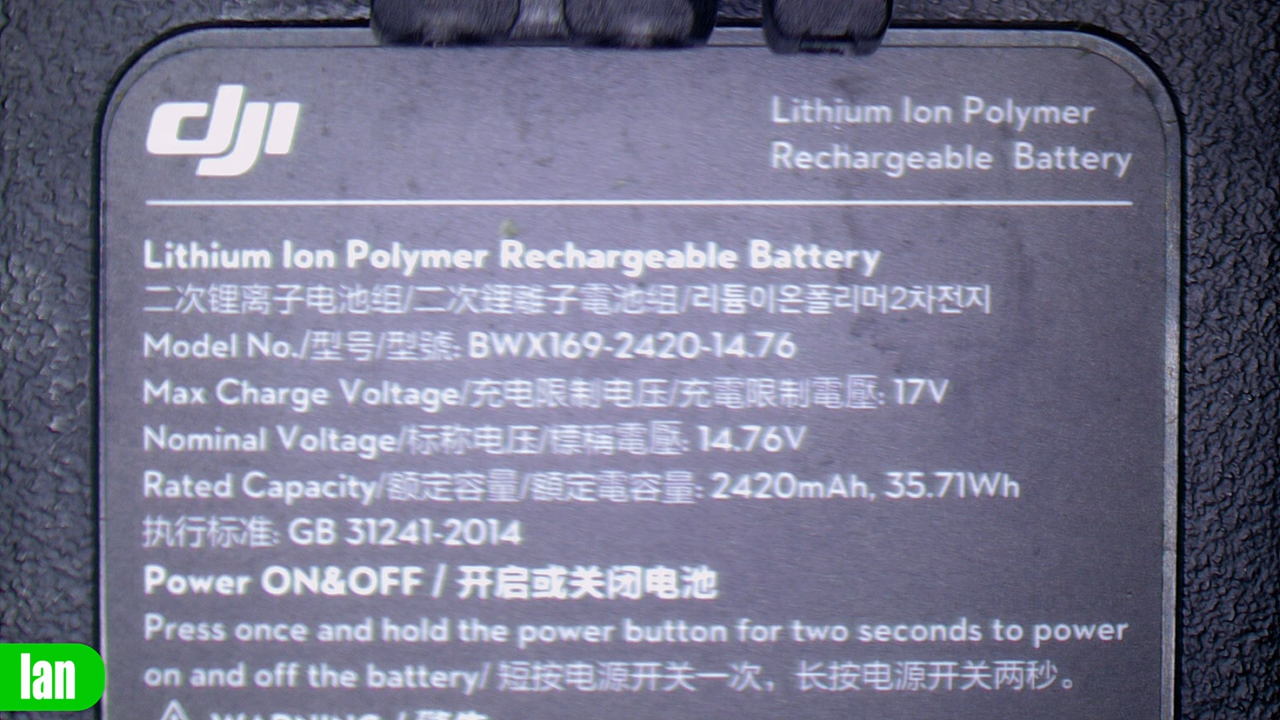 dji
Lithium Ion Polymer
Rechargeable Battery
Lithium Ion Polymer Rechargeable Battery
二次锂离子电池组/二次鋰離子電池组/리튬이온폴리머2차전지
Model No./型号/型號: BWX169-2420-14.76
Max Charge Voltage/充电限制电压/充電限制電壓: 17V
Nominal Voltage/标称电压/標稱電壓: 14.76V
Rated Capacity/额定容量/額定電容量: 2420mAh, 35.71Wh
执行标准: GB 31241-2014
Power ON&OFF / 开启或关闭电池
Press once and hold the power button for two seconds to power
on and off the battery/ 短按电源开关一次，长按电源开关两秒。
WARNING / 警告
Ian